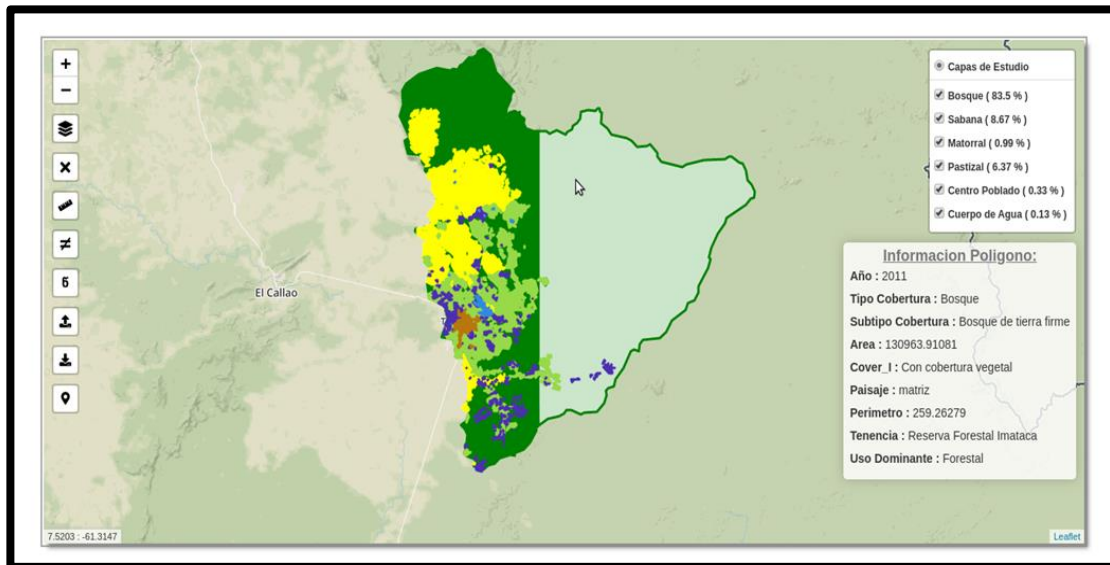 +
−
5
El Callao
T
Capas de Estudio
Bosque ( 83.5 % )
Sabana ( 8.67 % )
Matorral ( 0.99 % )
Pastizal ( 6.37 % )
Centro Poblado ( 0.33 % )
Cuerpo de Agua ( 0.13 % )
Informacion Poligono:
Año : 2011
Tipo Cobertura : Bosque
Subtipo Cobertura : Bosque de tierra firme
Area : 130963.91081
Cover_I : Con cobertura vegetal
Paisaje : matriz
Perimetro : 259.26279
Tenencia : Reserva Forestal Imataca
Uso Dominante : Forestal
7.5203 : -61.3147
Leaflet